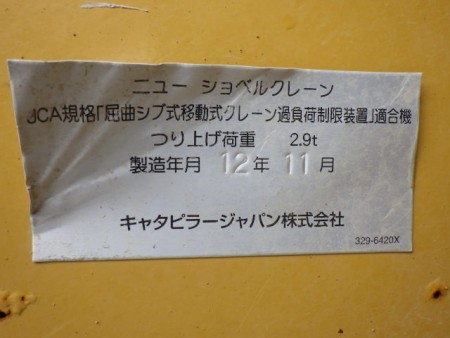 ニュー ショベルクレーン
JCA規格「屈曲ジブ式移動式クレーン過負荷制限装置」適合機
つり上げ荷重 2.9t
製造年月 12年 11月
キャタピラージャパン株式会社
329-6420X